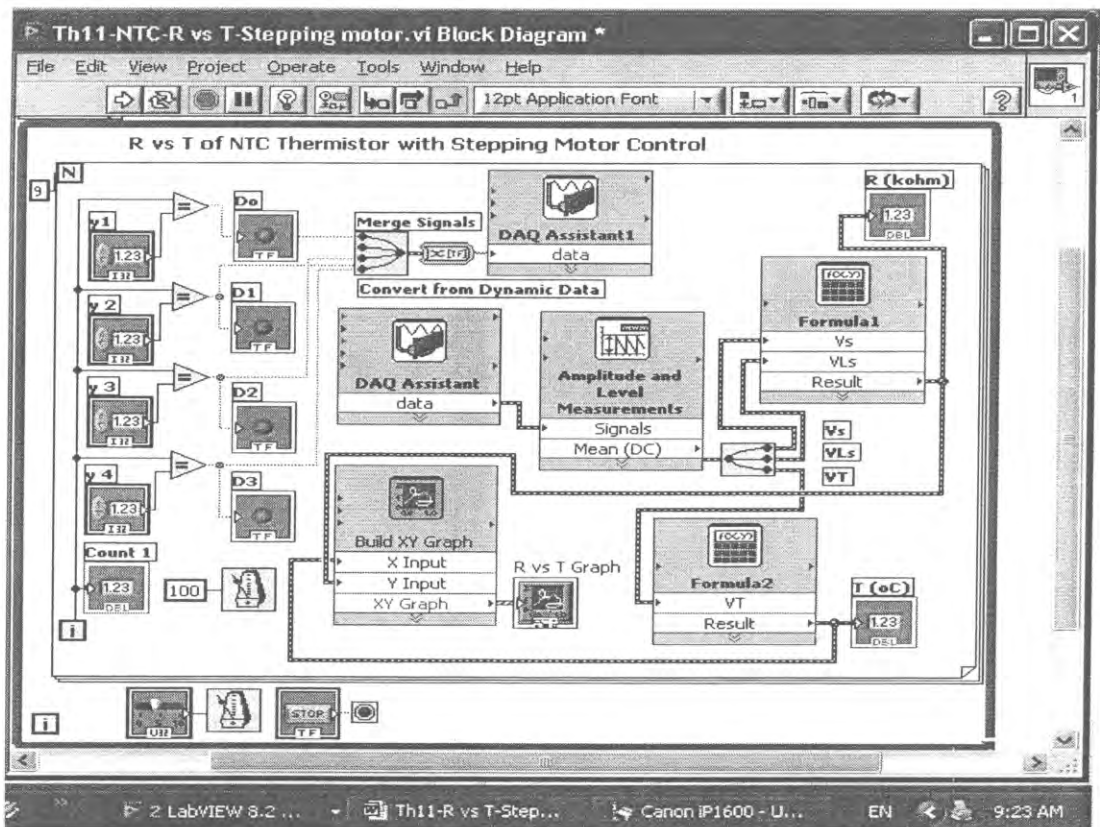 Th11-NTC-R vs T-Stepping motor.vi Block Diagram *
File Edit View Project Operate Tools Window Help
12pt Application Font
1
R vs T of NTC Thermistor with Stepping Motor Control
9
N
y1
1.23
I32
=
Do
TF
Merge Signals
[TF]
Convert from Dynamic Data
DAQ Assistant1
data
R (kohm)
1.23
DBL
y 2
1.23
I32
=
D1
TF
DAQ Assistant
data
Amplitude and Level Measurements
Signals
Mean (DC)
Formula1
Vs
VLs
Result
y 3
1.23
I32
=
D2
TF
Vs
VLs
VT
y 4
1.23
I32
=
D3
TF
Build XY Graph
X Input
Y Input
XY Graph
R vs T Graph
Formula2
VT
Result
T (oC)
1.23
DBL
Count 1
1.23
DBL
100
i
i
U32
STOP
TF
2 LabVIEW 8.2 ...
Th11-R vs T-Step...
Canon iP1600 - U...
EN
9:23 AM